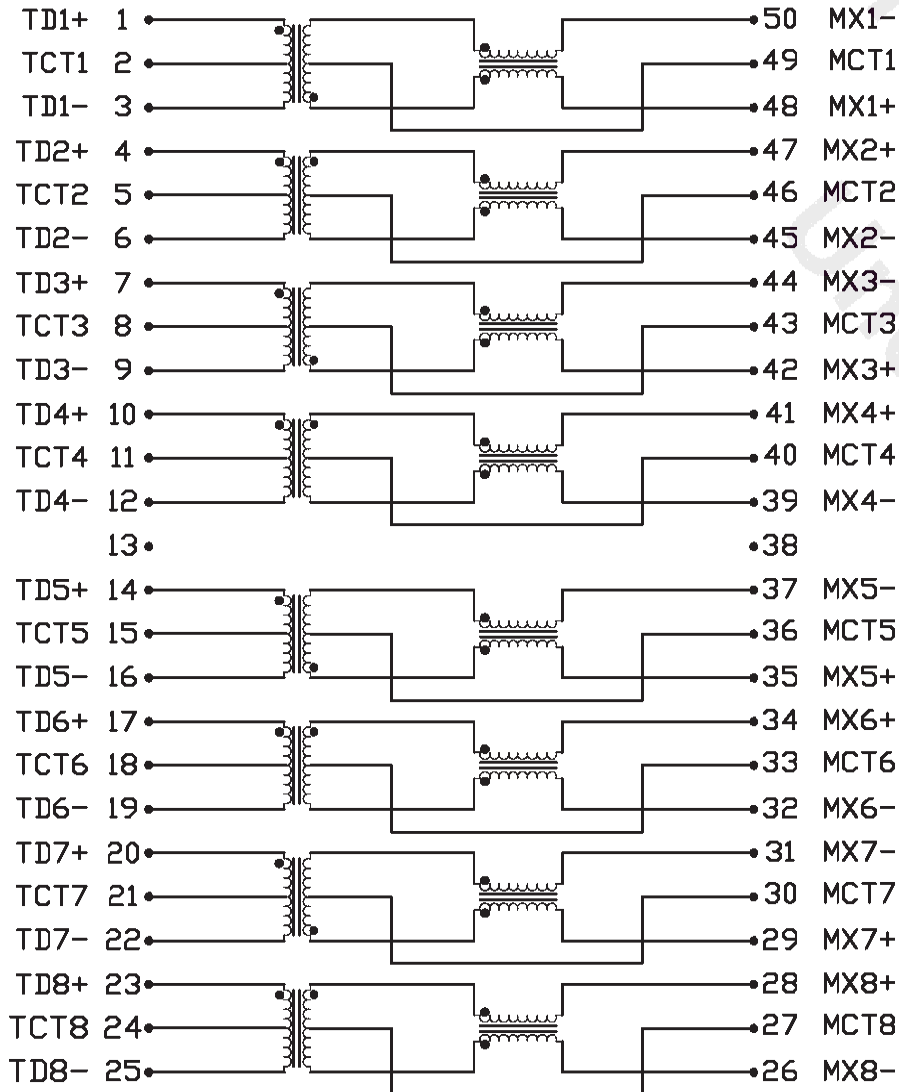 TD1+ 1 50 MX1-
TCT1 2 49 MCT1
TD1- 3 48 MX1+
TD2+ 4 47 MX2+
TCT2 5 46 MCT2
TD2- 6 45 MX2-
TD3+ 7 44 MX3-
TCT3 8 43 MCT3
TD3- 9 42 MX3+
TD4+ 10 41 MX4+
TCT4 11 40 MCT4
TD4- 12 39 MX4-
13 38
TD5+ 14 37 MX5-
TCT5 15 36 MCT5
TD5- 16 35 MX5+
TD6+ 17 34 MX6+
TCT6 18 33 MCT6
TD6- 19 32 MX6-
TD7+ 20 31 MX7-
TCT7 21 30 MCT7
TD7- 22 29 MX7+
TD8+ 23 28 MX8+
TCT8 24 27 MCT8
TD8- 25 26 MX8-